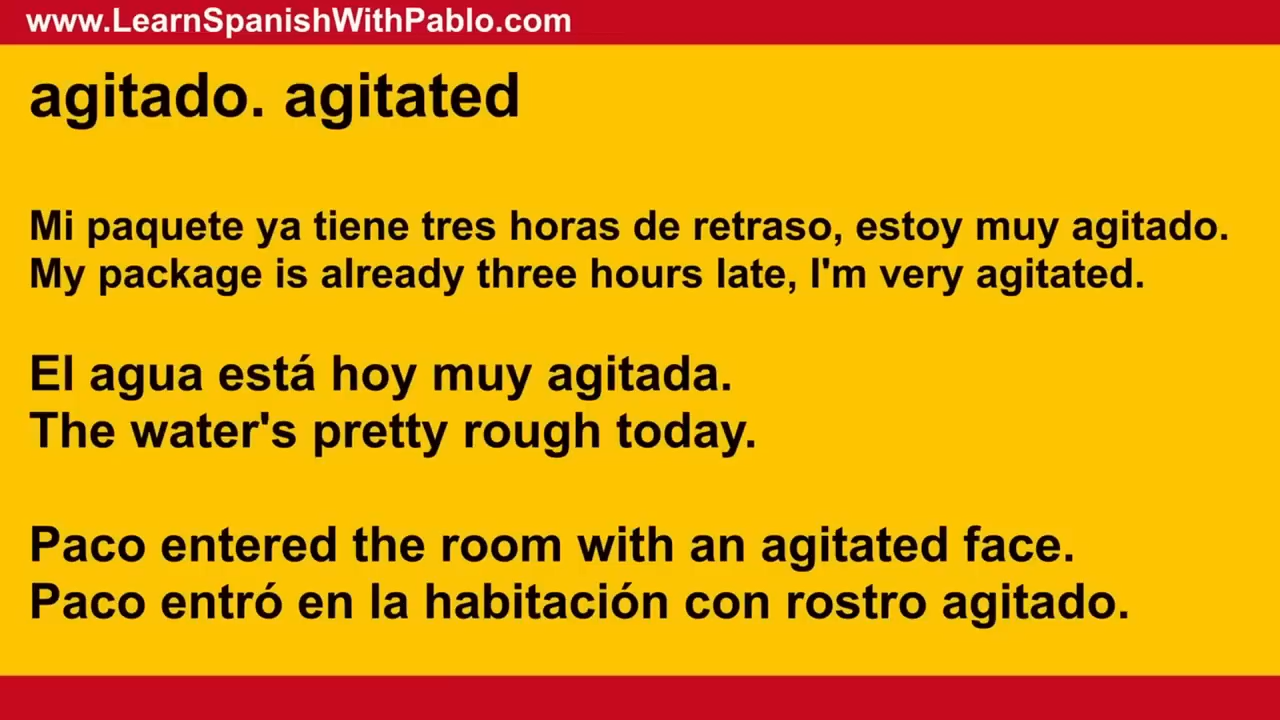 www.LearnSpanishWithPablo.com
agitado. agitated
Mi paquete ya tiene tres horas de retraso, estoy muy agitado.
My package is already three hours late, I'm very agitated.
El agua está hoy muy agitada.
The water's pretty rough today.
Paco entered the room with an agitated face.
Paco entró en la habitación con rostro agitado.